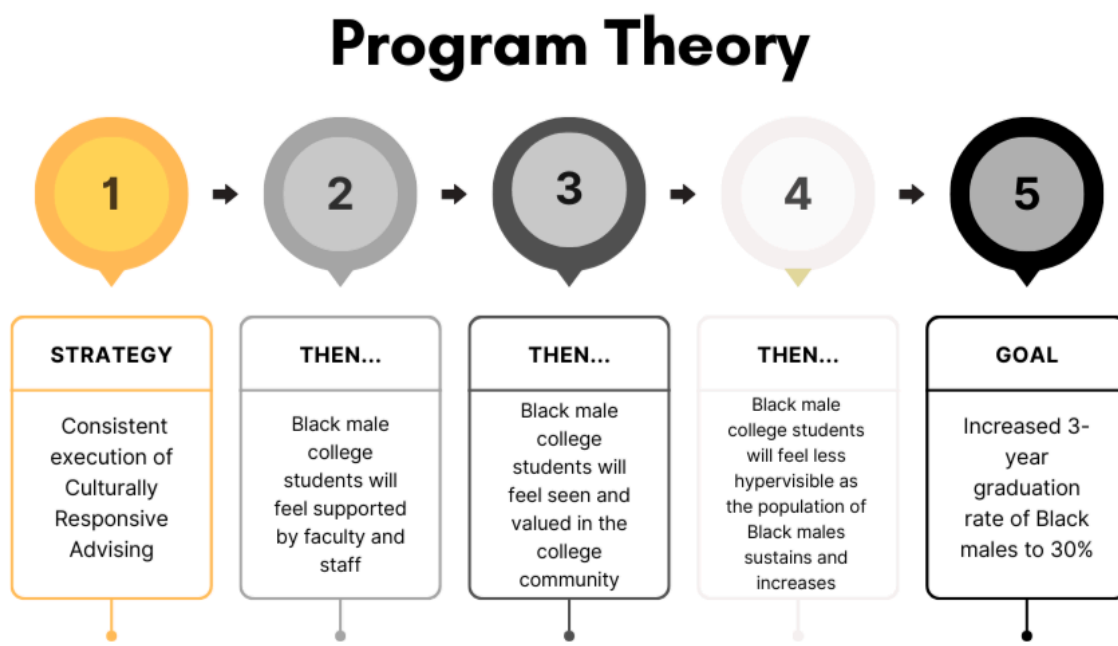 Program Theory
1
2
3
4
5
STRATEGY
Consistent
execution of
Culturally
Responsive
Advising
THEN...
Black male
college
students will
feel supported
by faculty and
staff
THEN...
Black male
college
students will
feel seen and
valued in the
college
community
THEN...
Black male
college students
will feel less
hypervisible as
the population of
Black males
sustains and
increases
GOAL
Increased 3-
year
graduation
rate of Black
males to 30%